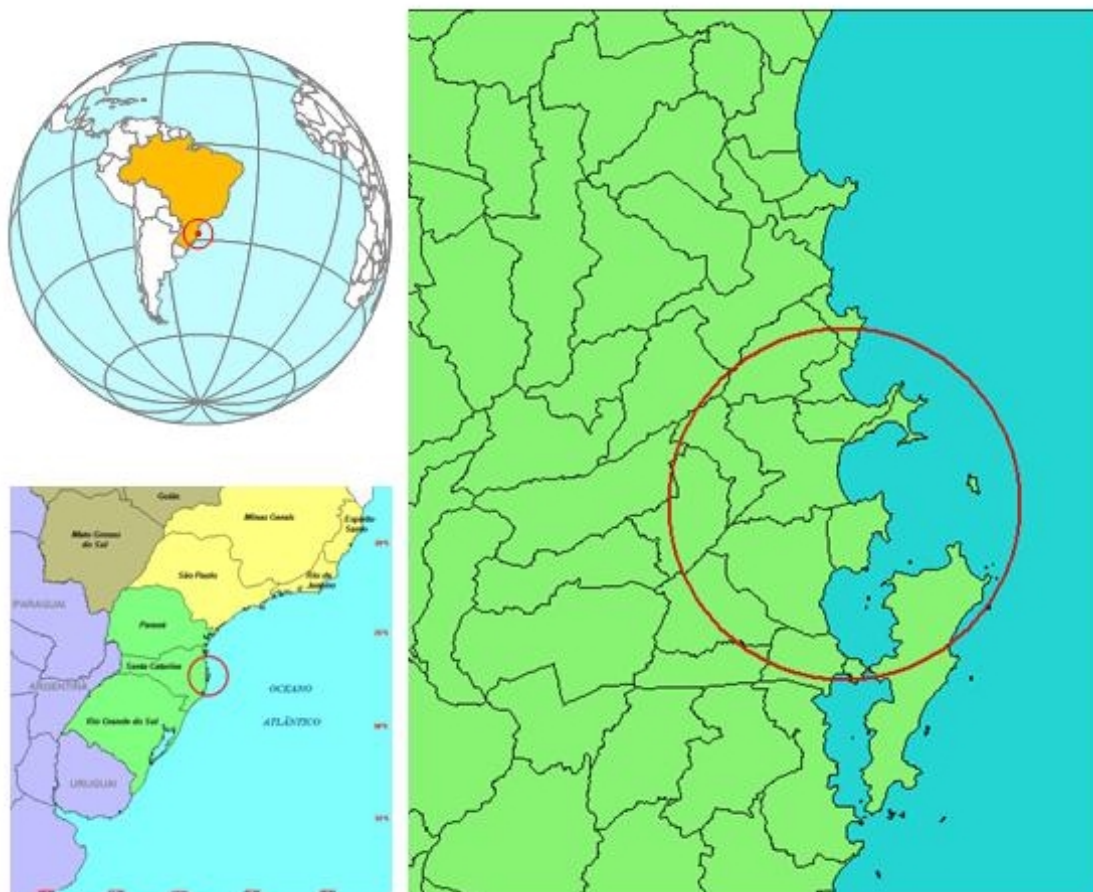 Goiás
Minas Gerais
Espírito
Santo
Mato Grosso
do Sul
São Paulo
Rio de
Janeiro
PARAGUAI
Paraná
Santa Catarina
ARGENTINA
OCEANO
ATLÂNTICO
Rio Grande do Sul
URUGUAI